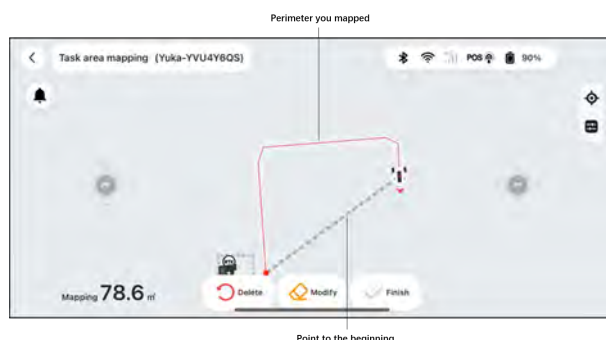 Perimeter you mapped
Task area mapping (Yuka-YVU4Y6QS)
POS
90%
Mapping 78.6 ㎡
Delete
Modify
Finish
Point to the beginning